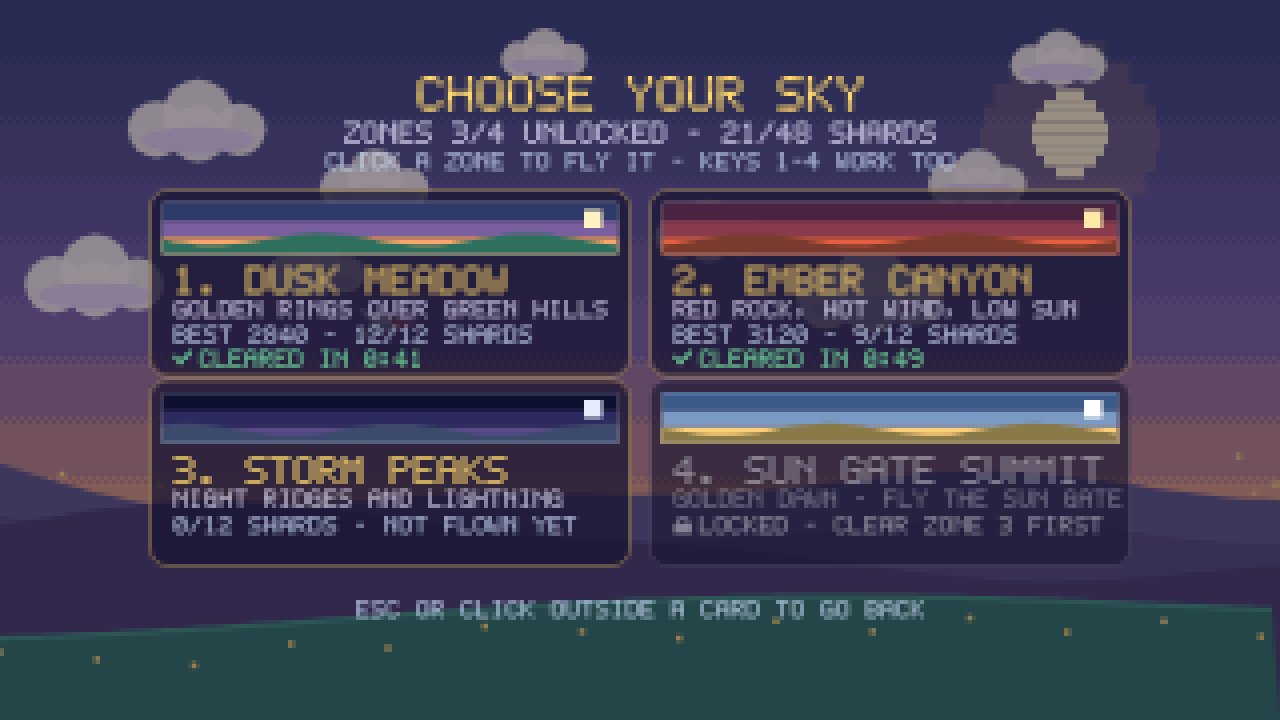 CHOOSE YOUR SKY
ZONES 3/4 UNLOCKED - 21/48 SHARDS
CLICK A ZONE TO FLY IT - KEYS 1-4 WORK TOO
1. DUSK MEADOW
GOLDEN RINGS OVER GREEN HILLS
BEST 2840 - 12/12 SHARDS
✓CLEARED IN 0:41
2. EMBER CANYON
RED ROCK, HOT WIND, LOW SUN
BEST 3120 - 9/12 SHARDS
✓CLEARED IN 0:49
3. STORM PEAKS
NIGHT RIDGES AND LIGHTNING
0/12 SHARDS - NOT FLOWN YET
4. SUN GATE SUMMIT
GOLDEN DAWN - FLY THE SUN GATE
LOCKED - CLEAR ZONE 3 FIRST
ESC OR CLICK OUTSIDE A CARD TO GO BACK